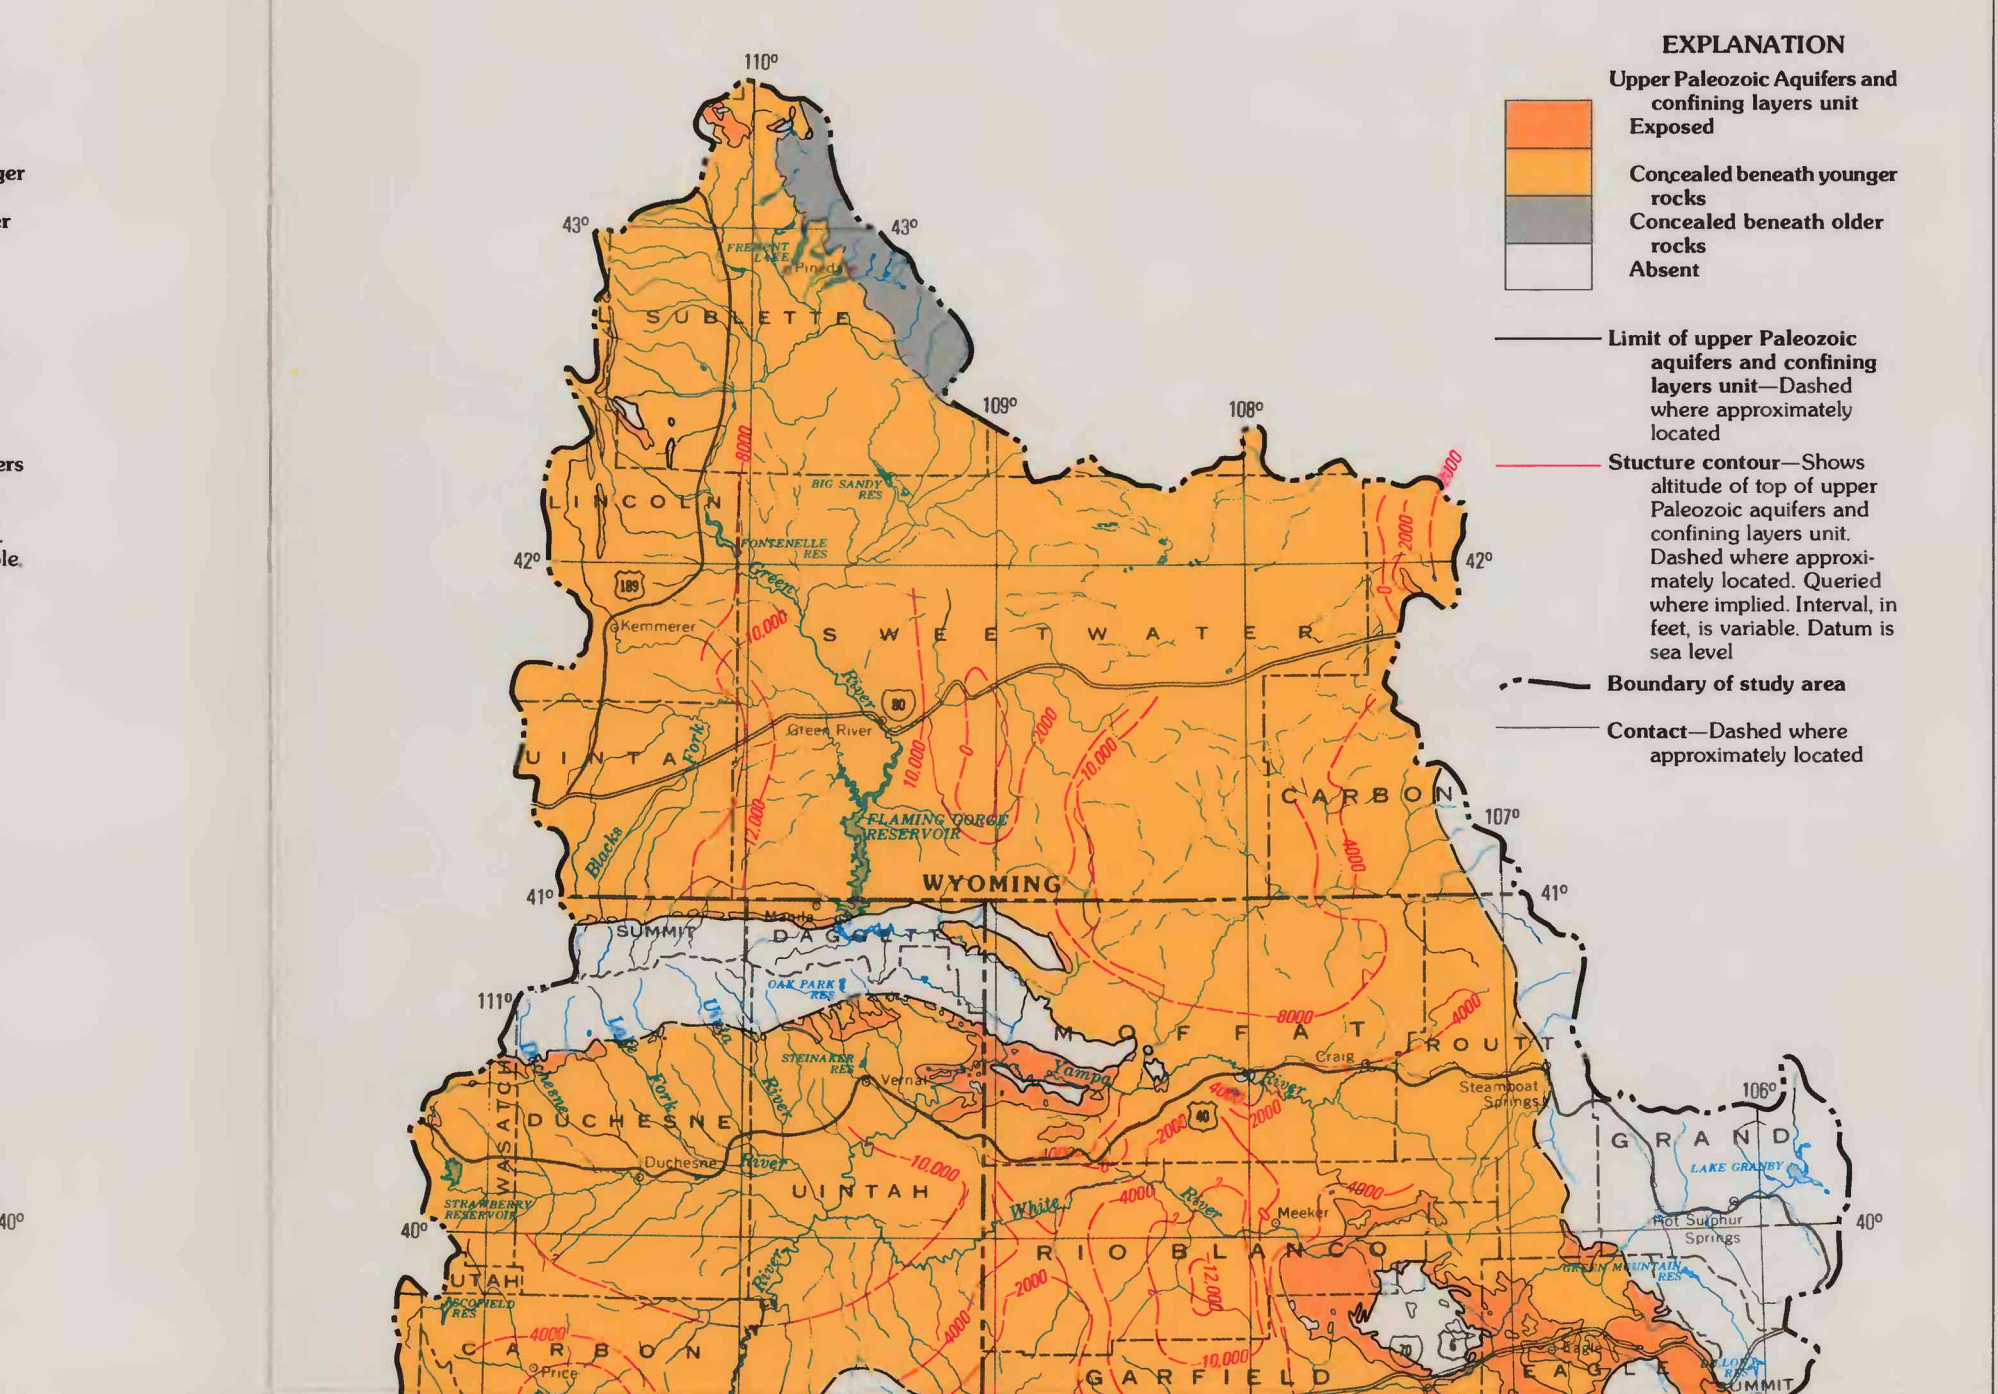 EXPLANATION
Upper Paleozoic Aquifers and
confining layers unit
Exposed
Concealed beneath younger
rocks
Concealed beneath older
rocks
Absent
Limit of upper Paleozoic
aquifers and confining
layers unit—Dashed
where approximately
located
Stucture contour—Shows
altitude of top of upper
Paleozoic aquifers and
confining layers unit.
Dashed where approxi-
mately located. Queried
where implied. Interval, in
feet, is variable. Datum is
sea level
Boundary of study area
Contact—Dashed where
approximately located
110°
ger
43°
43°
FREMONT
LAKE
SUBLETTE
109°
108°
8000
ers
BIG SANDY
RES
LINCOLN
2000
FONTENELLE
RES
42°
42°
Green
189
0
10,000
Kemmerer
SWEETWATER
River
80
Green River
Fork
2000
0
10,000
10,000
UINTA
CARBON
12,000
FLAMING GORGE
RESERVOIR
107°
Blacks
4000
WYOMING
41°
41°
Manila
SUMMIT
DAGGETT
OAK PARK
RES
111°
Uinta
Lake
8000
4000
MOFFAT
ROUTT
Craig
STEINAKER
RES
Vernal
Yampa
River
Duchesne
Fork
River
WASATCH
Steamboat
Springs
4000
40
2000
2000
106°
DUCHESNE
GRAND
Duchesne
River
10,000
0
LAKE GRANBY
UINTAH
4000
4000
STRAWBERRY
RESERVOIR
White
River
Meeker
Hot Sulphur
Springs
40°
40°
40°
RIO BLANCO
GREEN MOUNTAIN
RES
UTAH
River
2000
12,000
SCOFIELD
RES
4000
4000
CARBON
70
6
Eagle
10,000
Price
GARFIELD
EAGLE
DILLON
RES
SUMMIT